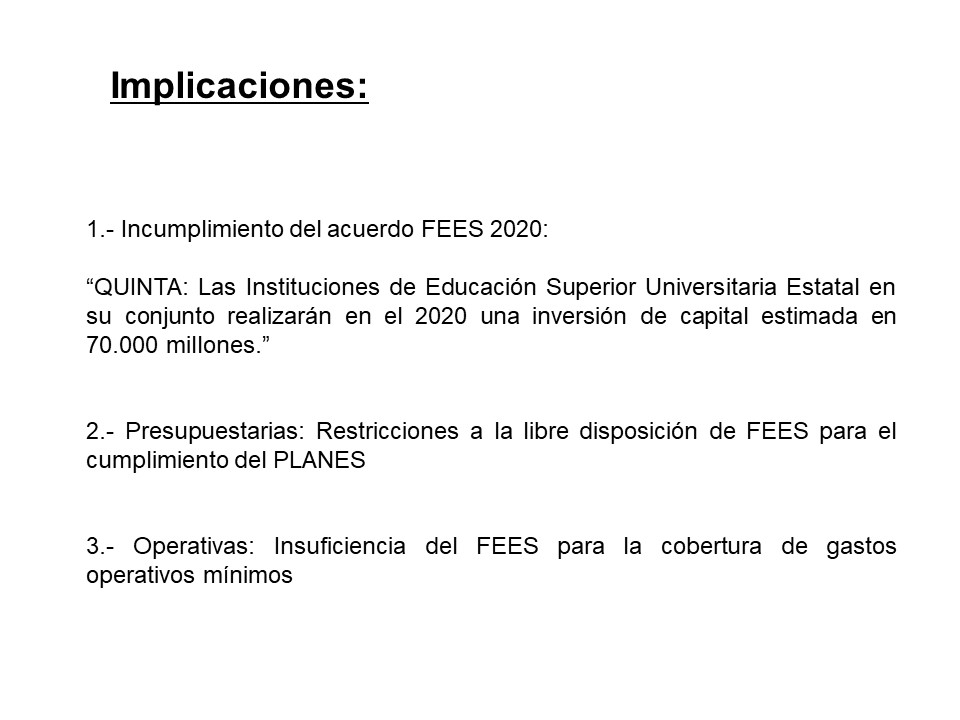 Implicaciones:
1.- Incumplimiento del acuerdo FEES 2020:
“QUINTA: Las Instituciones de Educación Superior Universitaria Estatal en
su conjunto realizarán en el 2020 una inversión de capital estimada en
70.000 millones.”
2.- Presupuestarias: Restricciones a la libre disposición de FEES para el
cumplimiento del PLANES
3.- Operativas: Insuficiencia del FEES para la cobertura de gastos
operativos mínimos